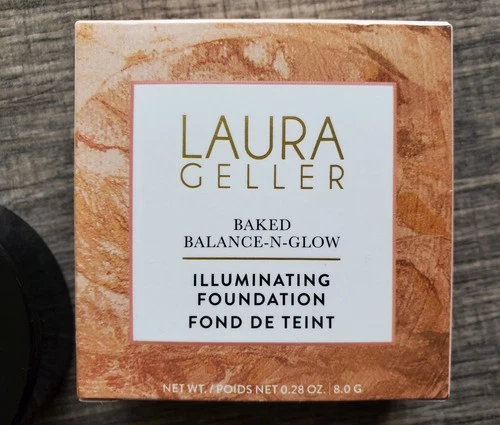 LAURA
GELLER
BAKED
BALANCE-N-GLOW
ILLUMINATING
FOUNDATION
FOND DE TEINT
NET WT. / POIDS NET 0.28 OZ. | 8.0 G